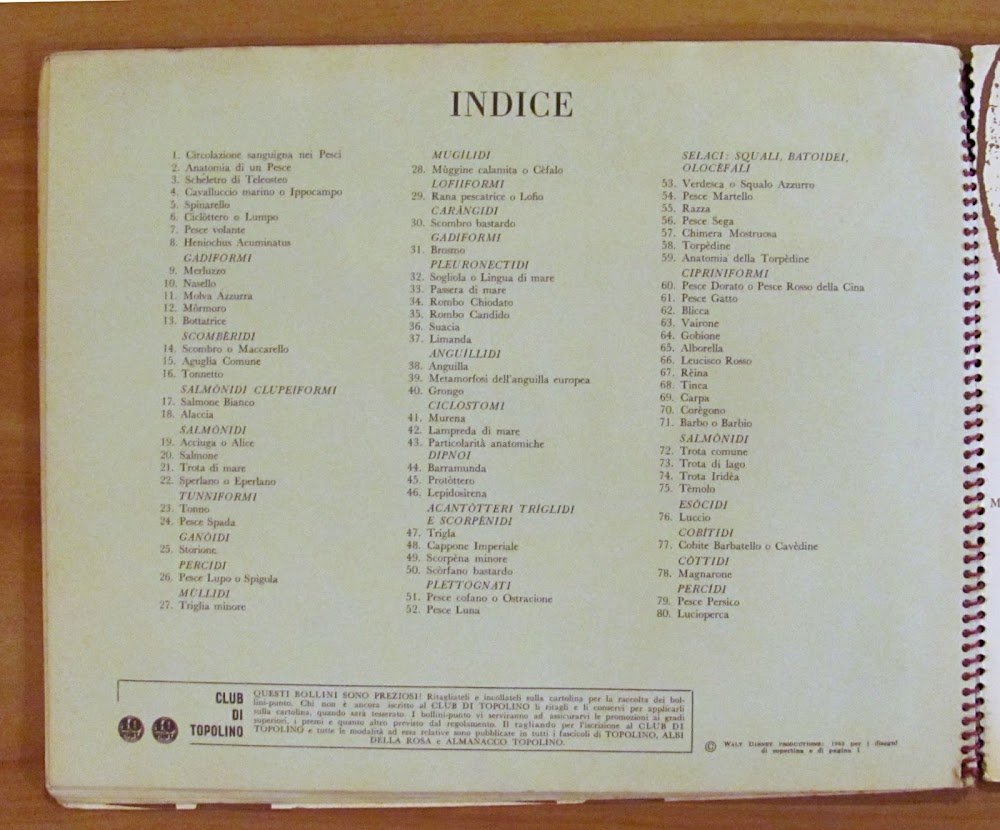 INDICE
1. Circolazione sanguigna nei Pesci
2. Anatomia di un Pesce
3. Scheletro di Teleosteo
4. Cavalluccio marino o Ippocampo
5. Spinarello
6. Ciclòttero o Lumpo
7. Pesce volante
8. Heniochus Acuminatus
GADIFORMI
9. Merluzzo
10. Nasello
11. Molva Azzurra
12. Mòrmoro
13. Bottatrice
SCOMBÈRIDI
14. Scombro o Maccarello
15. Aguglia Comune
16. Tonnetto
SALMÒNIDI CLUPEIFORMI
17. Salmone Bianco
18. Alaccia
SALMÒNIDI
19. Acciuga o Alice
20. Salmone
21. Trota di mare
22. Sperlano o Eperlano
TUNNIFORMI
23. Tonno
24. Pesce Spada
GANÒIDI
25. Storione
PERCIDI
26. Pesce Lupo o Spigola
MÙLLIDI
27. Triglia minore
MUGÌLIDI
28. Mùggine calamita o Cèfalo
LOFIIFORMI
29. Rana pescatrice o Lofio
CARÀNGIDI
30. Scombro bastardo
GADIFORMI
31. Brosmo
PLEURONECTIDI
32. Sogliola o Lingua di mare
33. Passera di mare
34. Rombo Chiodato
35. Rombo Candido
36. Suacia
37. Limanda
ANGUÌLLIDI
38. Anguilla
39. Metamorfosi dell'anguilla europea
40. Grongo
CICLOSTOMI
41. Murena
42. Lampreda di mare
43. Particolarità anatomiche
DIPNOI
44. Barramunda
45. Protòttero
46. Lepidosirena
ACANTÒTTERI TRÌGLIDI
E SCORPÈNIDI
47. Trigla
48. Cappone Imperiale
49. Scorpèna minore
50. Scòrfano bastardo
PLETTOGNATI
51. Pesce cofano o Ostracione
52. Pesce Luna
SELACI: SQUALI, BATOIDEI,
OLOCÈFALI
53. Verdesca o Squalo Azzurro
54. Pesce Martello
55. Razza
56. Pesce Sega
57. Chimera Mostruosa
58. Torpèdine
59. Anatomia della Torpèdine
CIPRINIFORMI
60. Pesce Dorato o Pesce Rosso della Cina
61. Pesce Gatto
62. Blicca
63. Vairone
64. Gobione
65. Alborella
66. Leucisco Rosso
67. Rèina
68. Tinca
69. Carpa
70. Corègono
71. Barbo o Barbio
SALMÒNIDI
72. Trota comune
73. Trota di lago
74. Trota Iridèa
75. Tèmolo
ESÒCIDI
76. Luccio
COBÌTIDI
77. Cobite Barbatello o Cavèdine
CÒTTIDI
78. Magnarone
PERCÌDI
79. Pesce Persico
80. Lucioperca
CLUB
DI
TOPOLINO
QUESTI BOLLINI SONO PREZIOSI! Ritagliateli e incollateli sulla cartolina per la raccolta dei bol-
lini-punto. Chi non è ancora iscritto al CLUB DI TOPOLINO li ritagli e li conservi per applicarli
sulla cartolina, quando sarà tesserato. I bollini-punto vi serviranno ad assicurarvi le promozioni ai gradi
superiori, i premi e quanto altro previsto dal regolamento. Il tagliando per l'iscrizione al CLUB DI
TOPOLINO e tutte le modalità ad essa relative sono pubblicate in tutti i fascicoli di TOPOLINO, ALBI
DELLA ROSA e ALMANACCO TOPOLINO.
© WALT DISNEY PRODUCTIONS: 1963 per i disegni
di copertina e di pagina 1
M